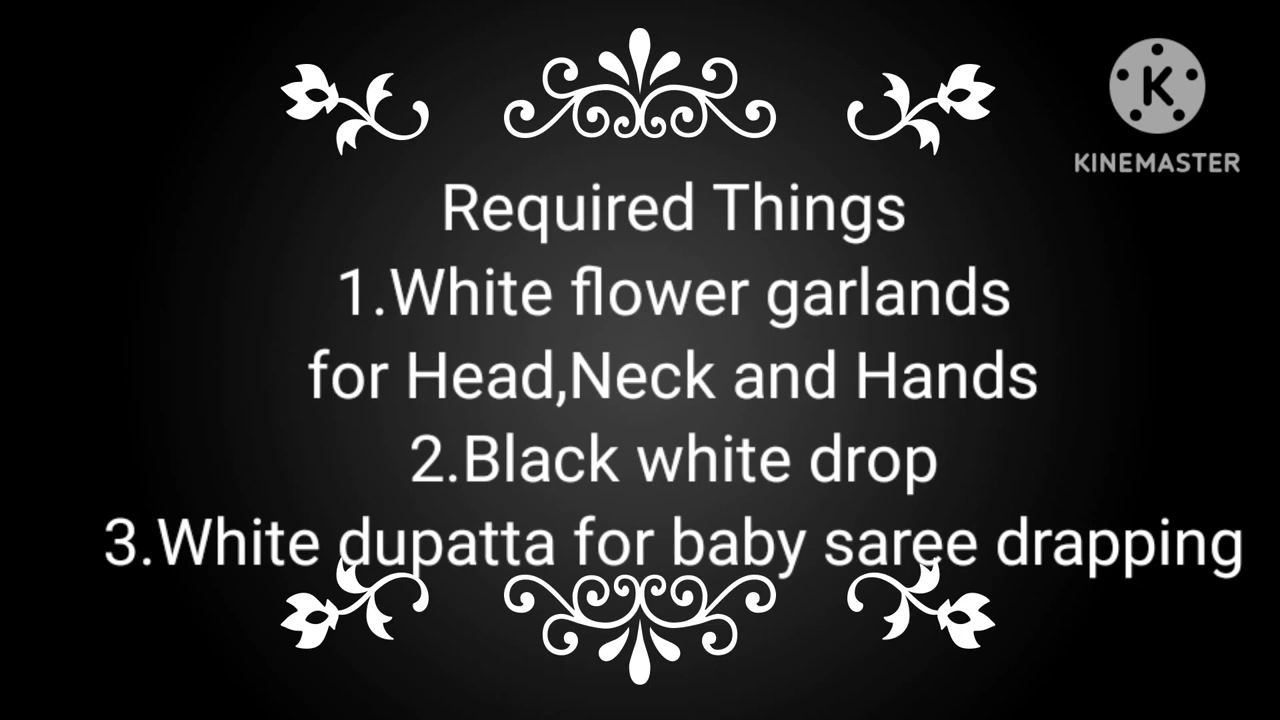 KINEMASTER
Required Things
1.White flower garlands
for Head,Neck and Hands
2.Black white drop
3.White dupatta for baby saree drapping